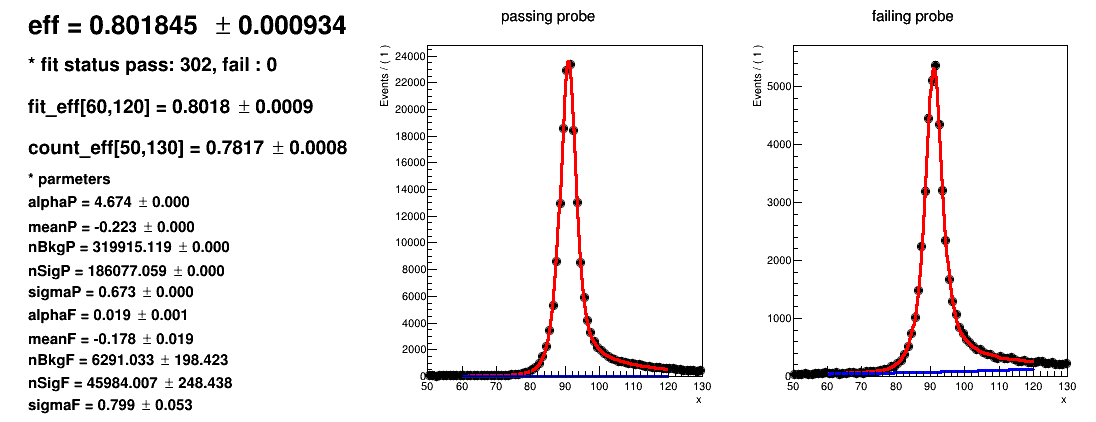 eff = 0.801845 ± 0.000934
* fit status pass: 302, fail : 0
fit_eff[60,120] = 0.8018 ± 0.0009
count_eff[50,130] = 0.7817 ± 0.0008
* parmeters
alphaP = 4.674 ± 0.000
meanP = -0.223 ± 0.000
nBkgP = 319915.119 ± 0.000
nSigP = 186077.059 ± 0.000
sigmaP = 0.673 ± 0.000
alphaF = 0.019 ± 0.001
meanF = -0.178 ± 0.019
nBkgF = 6291.033 ± 198.423
nSigF = 45984.007 ± 248.438
sigmaF = 0.799 ± 0.053
passing probe
Events / ( 1 )
24000
22000
20000
18000
16000
14000
12000
10000
8000
6000
4000
2000
0
50 60 70 80 90 100 110 120 130
x
failing probe
Events / ( 1 )
5000
4000
3000
2000
1000
0
50 60 70 80 90 100 110 120 130
x